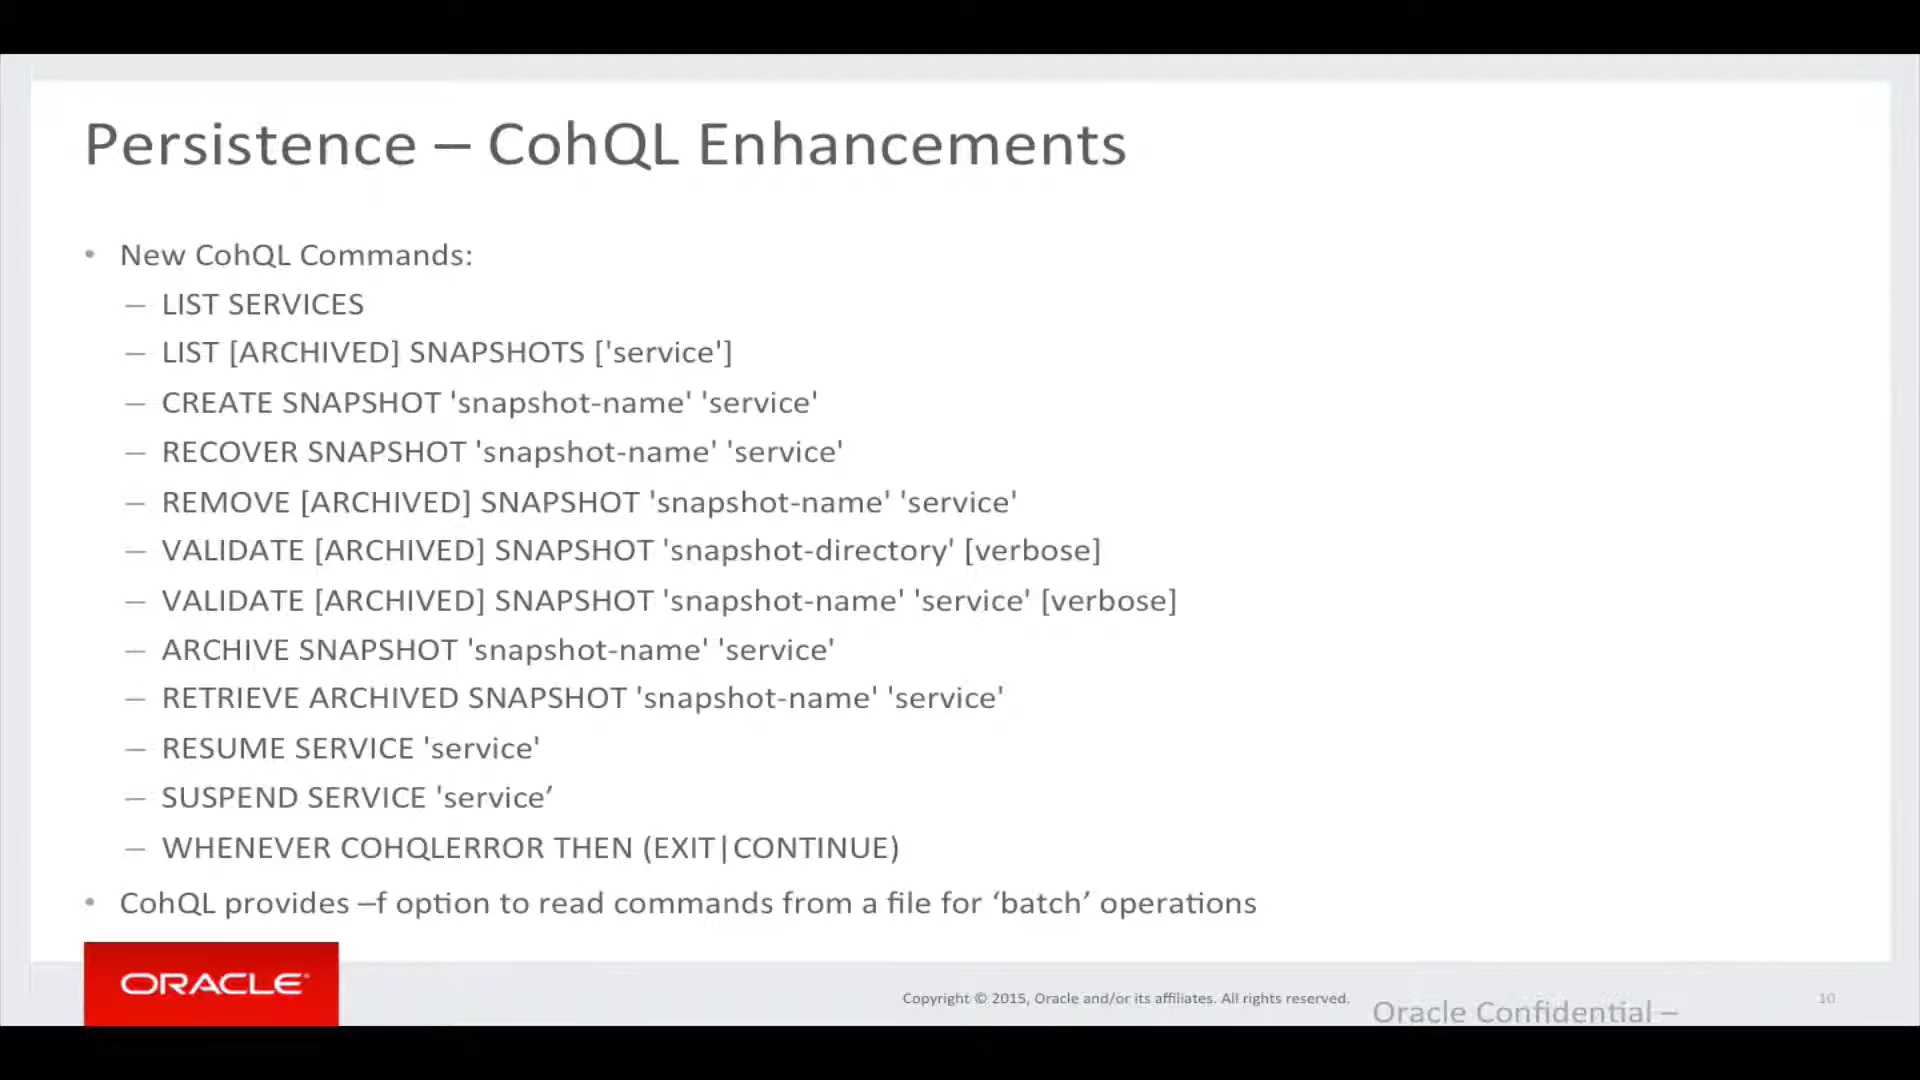 Persistence – CohQL Enhancements
• New CohQL Commands:
– LIST SERVICES
– LIST [ARCHIVED] SNAPSHOTS ['service']
– CREATE SNAPSHOT 'snapshot-name' 'service'
– RECOVER SNAPSHOT 'snapshot-name' 'service'
– REMOVE [ARCHIVED] SNAPSHOT 'snapshot-name' 'service'
– VALIDATE [ARCHIVED] SNAPSHOT 'snapshot-directory' [verbose]
– VALIDATE [ARCHIVED] SNAPSHOT 'snapshot-name' 'service' [verbose]
– ARCHIVE SNAPSHOT 'snapshot-name' 'service'
– RETRIEVE ARCHIVED SNAPSHOT 'snapshot-name' 'service'
– RESUME SERVICE 'service'
– SUSPEND SERVICE 'service’
– WHENEVER COHQLERROR THEN (EXIT|CONTINUE)
• CohQL provides –f option to read commands from a file for ‘batch’ operations
ORACLE®
Copyright © 2015, Oracle and/or its affiliates. All rights reserved.
Oracle Confidential –
10